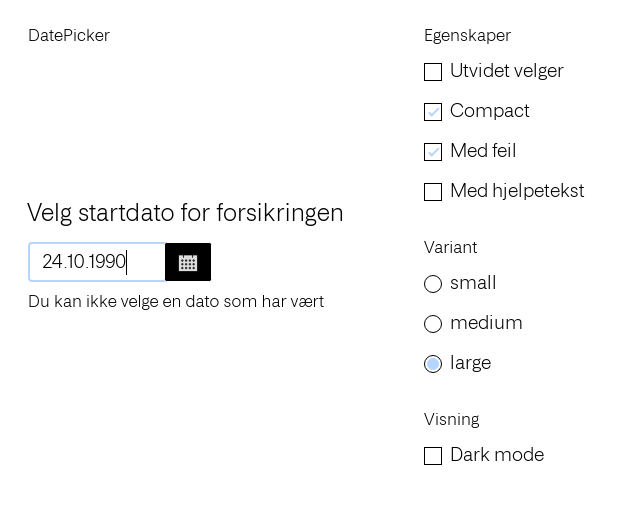 DatePicker
Velg startdato for forsikringen
24.10.1990
Du kan ikke velge en dato som har vært
Egenskaper
Utvidet velger
Compact
Med feil
Med hjelpetekst
Variant
small
medium
large
Visning
Dark mode